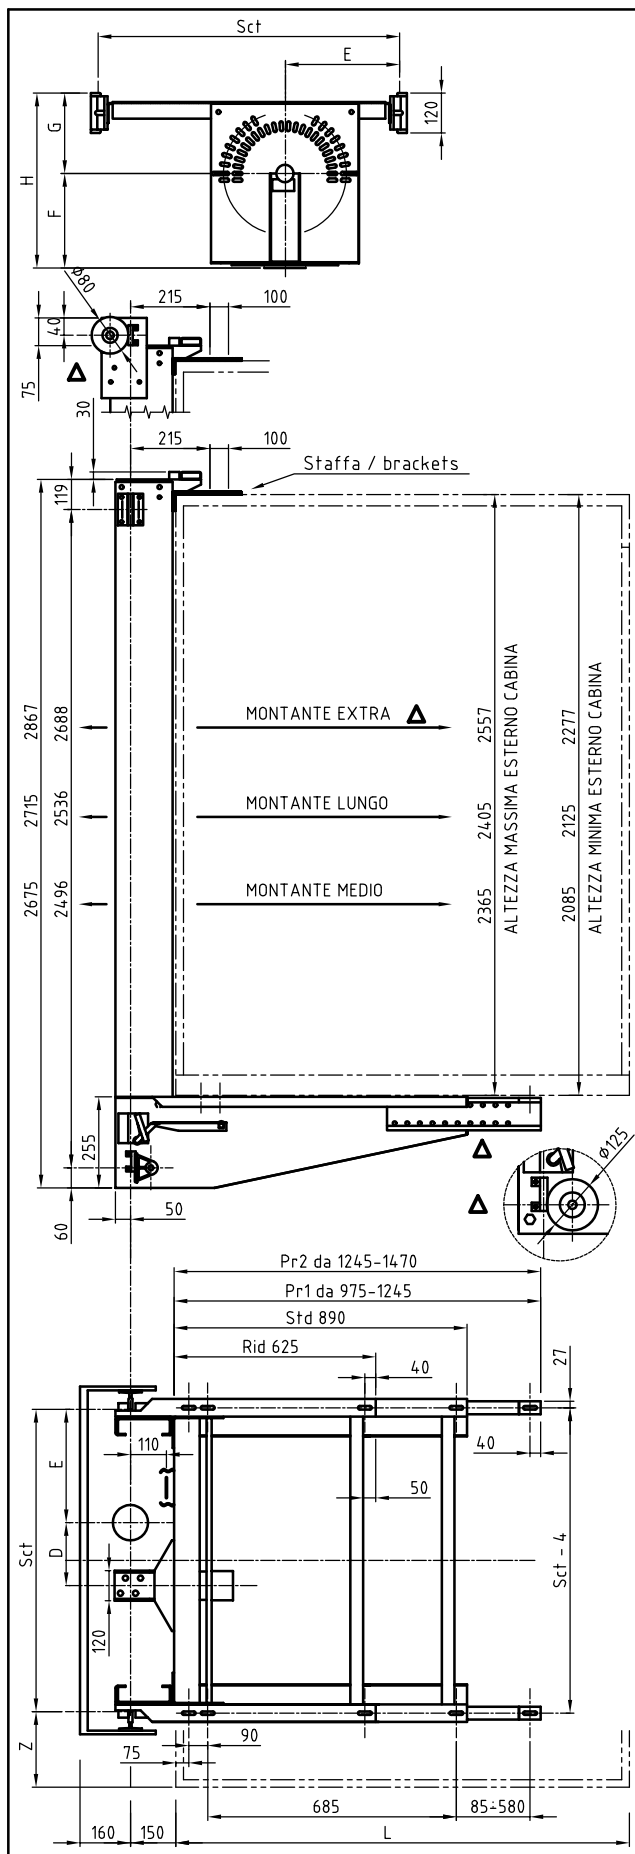 Sct
E
120
G
H
F
Ø80
215
100
40
75
30
215
100
Staffa / brackets
119
2867
2688
MONTANTE EXTRA
2557
2277
2715
2536
MONTANTE LUNGO
2405
2125
2675
2496
MONTANTE MEDIO
2365
2085
ALTEZZA MASSIMA ESTERNO CABINA
ALTEZZA MINIMA ESTERNO CABINA
255
60
50
Ø125
Pr2 da 1245-1470
Pr1 da 975-1245
Std 890
Rid 625
40
27
110
40
E
50
Sct
D
Sct - 4
120
Z
90
75
685
85÷580
160
150
L